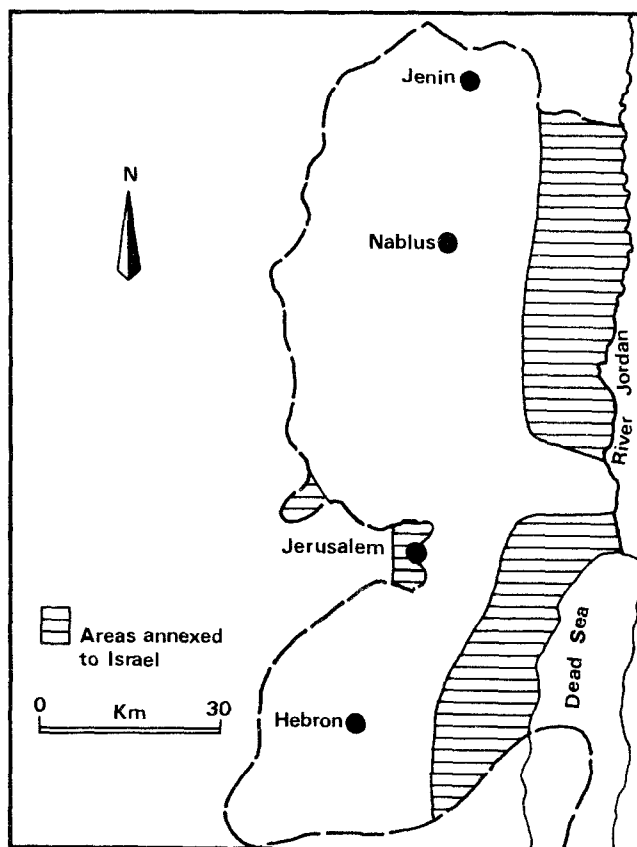 Jenin
N
Nablus
River Jordan
Jerusalem
Areas annexed
to Israel
0 Km 30
Dead Sea
Hebron